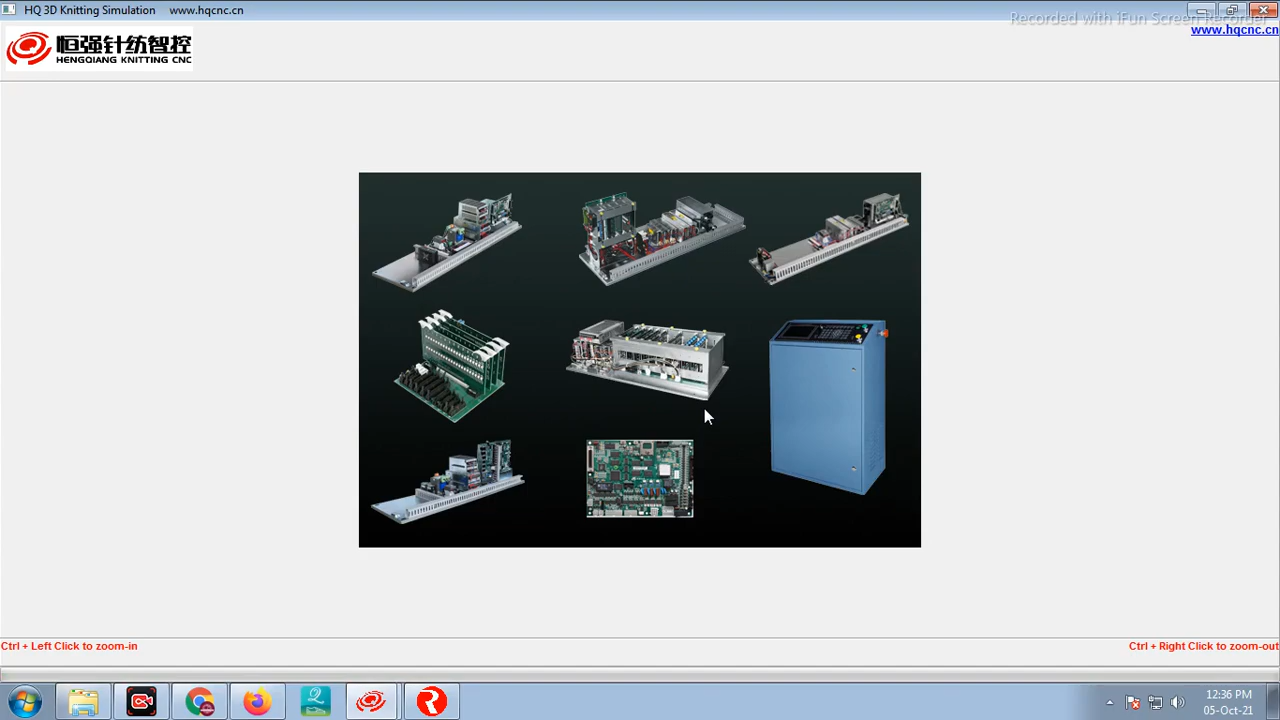 HQ 3D Knitting Simulation www.hqcnc.cn
Recorded with iFun Screen Recorder
www.hqcnc.cn
恒强针纺智控
HENGQIANG KNITTING CNC
Ctrl + Left Click to zoom-in
Ctrl + Right Click to zoom-out
12:36 PM
05-Oct-21